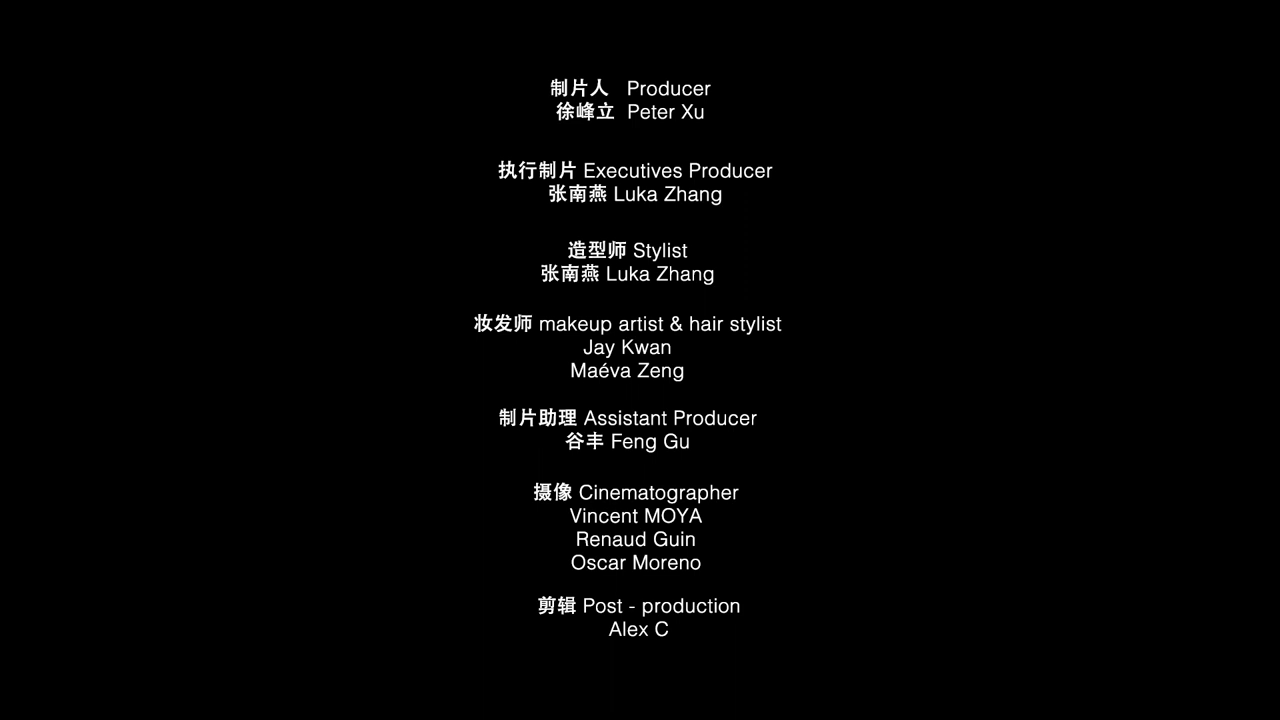 制片人 Producer
徐峰立 Peter Xu
执行制片 Executives Producer
张南燕 Luka Zhang
造型师 Stylist
张南燕 Luka Zhang
妆发师 makeup artist & hair stylist
Jay Kwan
Maéva Zeng
制片助理 Assistant Producer
谷丰 Feng Gu
摄像 Cinematographer
Vincent MOYA
Renaud Guin
Oscar Moreno
剪辑 Post - production
Alex C